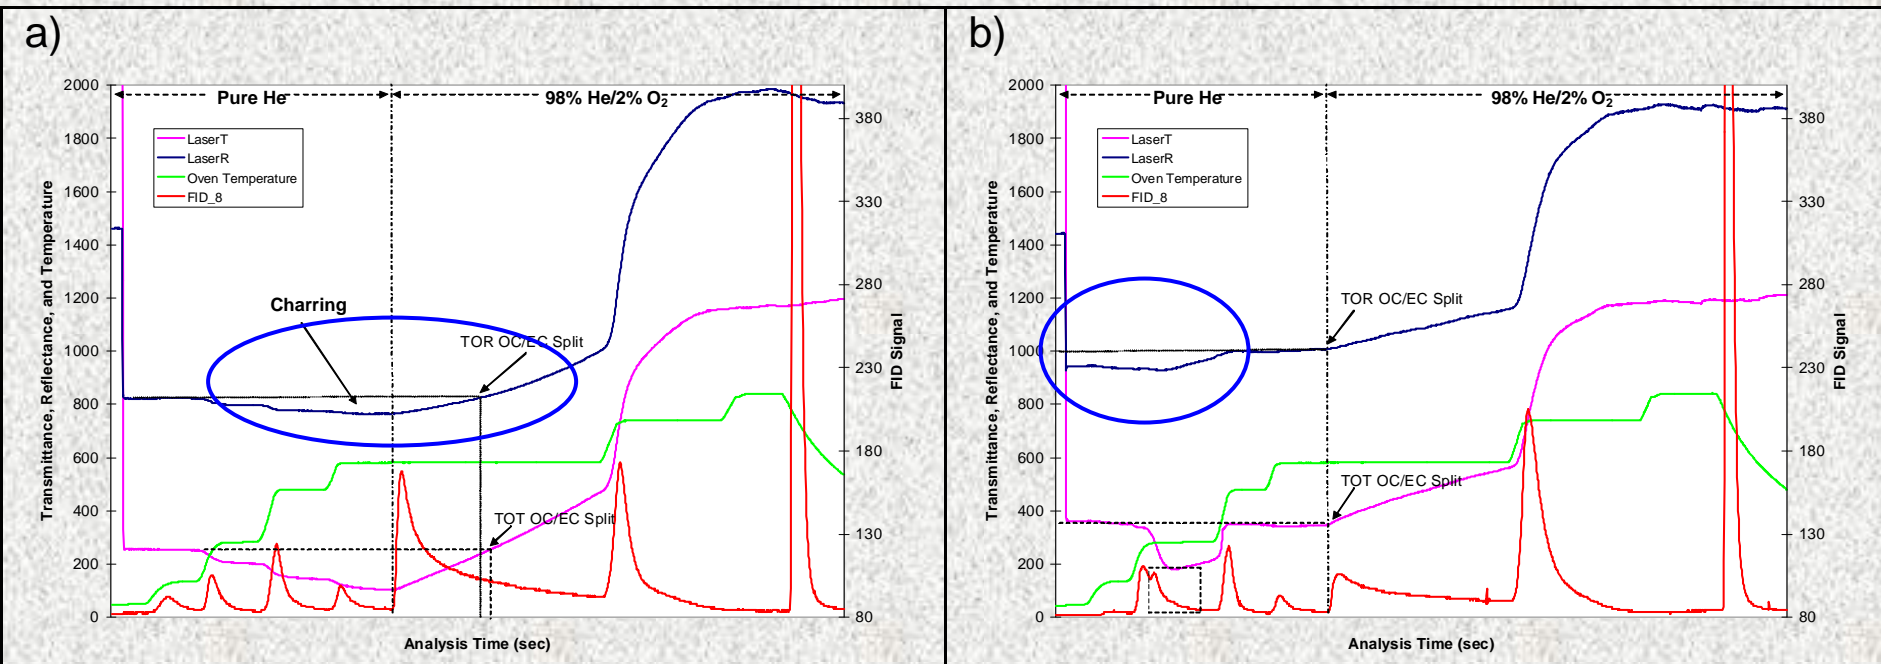 a)
Pure He
98% He/2% O₂
2000
1800
1600
1400
1200
1000
800
600
400
200
0
Transmittance, Reflectance, and Temperature
LaserT
LaserR
Oven Temperature
FID_8
Charring
TOR OC/EC Split
TOT OC/EC Split
380
330
280
230
180
130
80
FID Signal
Analysis Time (sec)
b)
Pure He
98% He/2% O₂
2000
1800
1600
1400
1200
1000
800
600
400
200
0
Transmittance, Reflectance, and Temperature
LaserT
LaserR
Oven Temperature
FID_8
TOR OC/EC Split
TOT OC/EC Split
380
330
280
230
180
130
80
FID Signal
Analysis Time (sec)